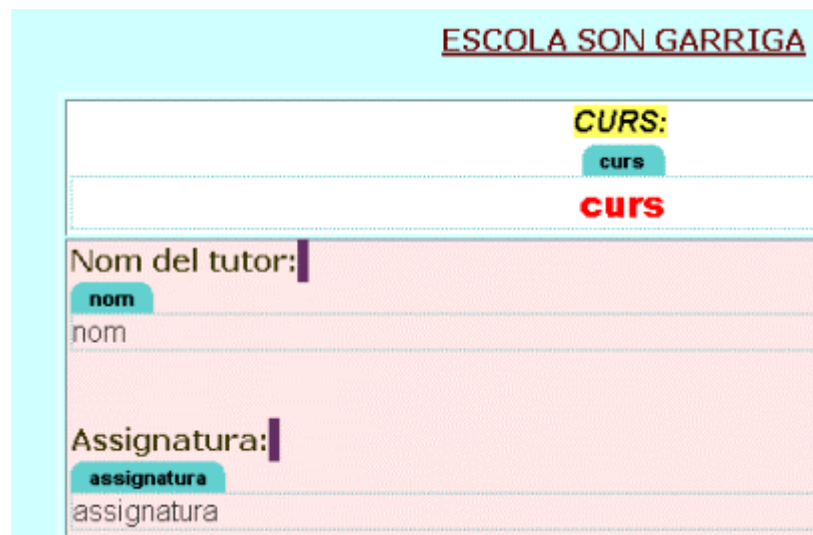 ESCOLA SON GARRIGA
CURS:
curs
curs
Nom del tutor:
nom
nom
Assignatura:
assignatura
assignatura